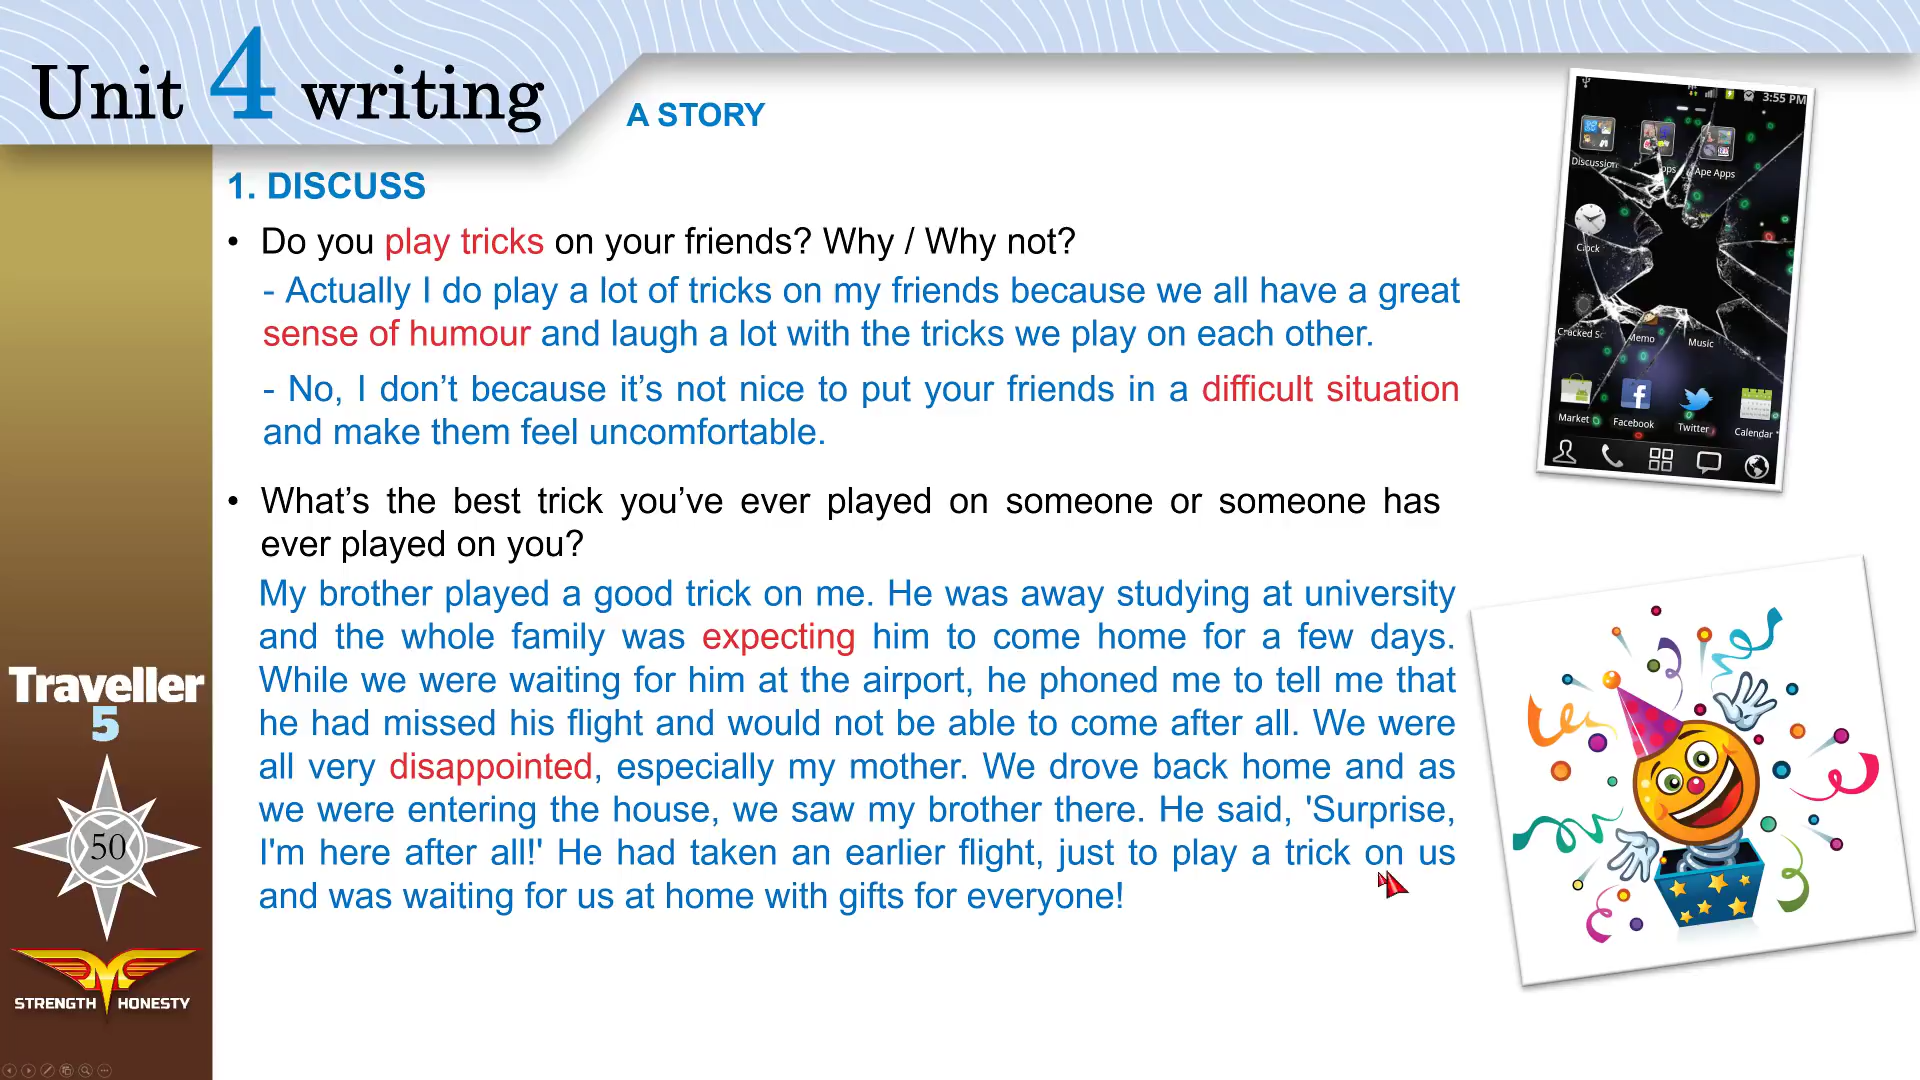 Unit 4 writing
A STORY
1. DISCUSS
• Do you play tricks on your friends? Why / Why not?
- Actually I do play a lot of tricks on my friends because we all have a great
sense of humour and laugh a lot with the tricks we play on each other.
- No, I don’t because it’s not nice to put your friends in a difficult situation
and make them feel uncomfortable.
• What’s the best trick you’ve ever played on someone or someone has
ever played on you?
My brother played a good trick on me. He was away studying at university
and the whole family was expecting him to come home for a few days.
While we were waiting for him at the airport, he phoned me to tell me that
he had missed his flight and would not be able to come after all. We were
all very disappointed, especially my mother. We drove back home and as
we were entering the house, we saw my brother there. He said, 'Surprise,
I'm here after all!' He had taken an earlier flight, just to play a trick on us
and was waiting for us at home with gifts for everyone!
Traveller
5
50
STRENGTH HONESTY
3:55 PM
Discussion
Ape Apps
Clock
Memo
Music
Market
Facebook
Twitter
Calendar